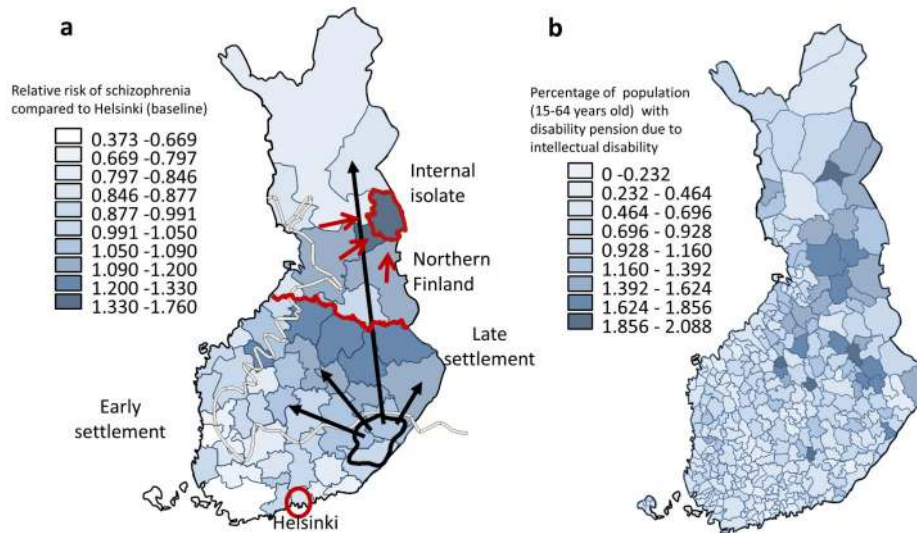 a
Relative risk of schizophrenia
compared to Helsinki (baseline)
0.373 -0.669
0.669 -0.797
0.797 -0.846
0.846 -0.877
0.877 -0.991
0.991 -1.050
1.050 -1.090
1.090 -1.200
1.200 -1.330
1.330 -1.760
Internal
isolate
Northern
Finland
Late
settlement
Early
settlement
Helsinki
b
Percentage of population
(15-64 years old) with
disability pension due to
intellectual disability
0 -0.232
0.232 - 0.464
0.464 - 0.696
0.696 - 0.928
0.928 - 1.160
1.160 - 1.392
1.392 - 1.624
1.624 - 1.856
1.856 - 2.088